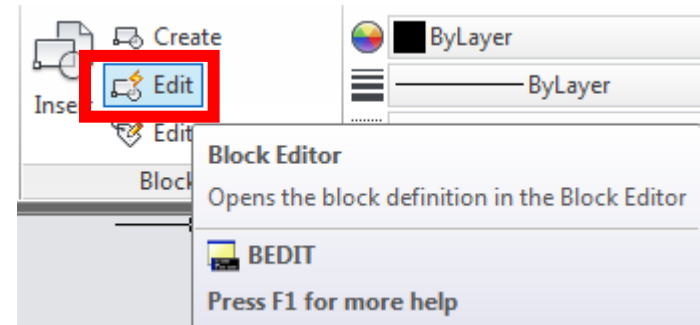 Create
ByLayer
Edit
ByLayer
Inse
Edit
Block Editor
Block
Opens the block definition in the Block Editor
BEDIT
Press F1 for more help